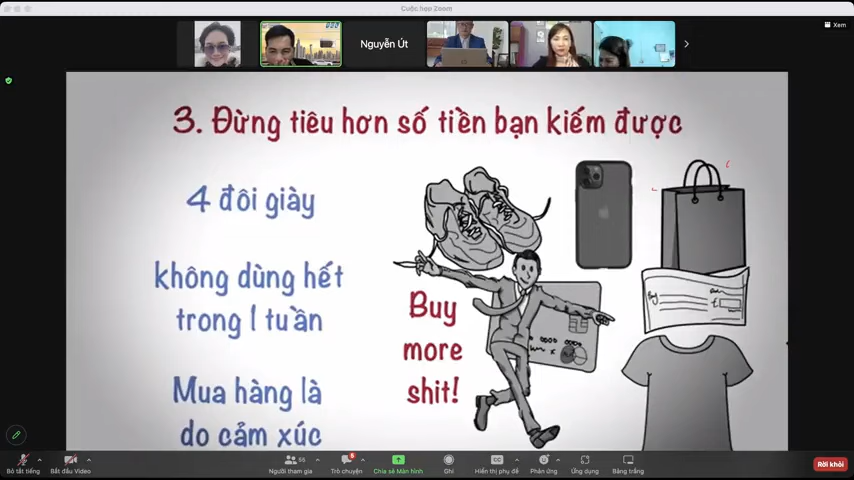 Cuộc họp Zoom
Xem
Nguyễn Út
3. Đừng tiêu hơn số tiền bạn kiếm được
4 đôi giày
không dùng hết
trong 1 tuần
Mua hàng là
do cảm xúc
Buy
more
shit!
Bỏ tắt tiếng
Bắt đầu Video
Người tham gia
55
Trò chuyện
8
Chia sẻ Màn hình
Ghi
CC
Hiển thị phụ đề
Phản ứng
Ứng dụng
Bảng trắng
Rời khỏi